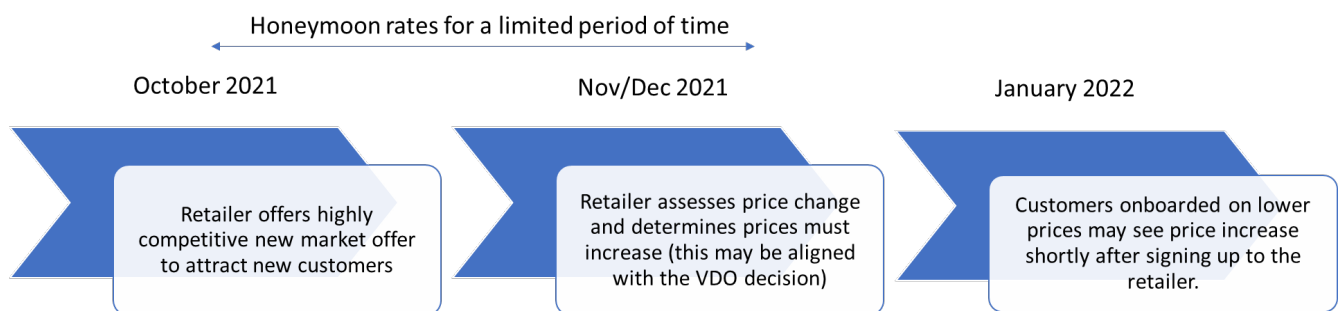 Honeymoon rates for a limited period of time
October 2021
Nov/Dec 2021
January 2022
Retailer offers highly
competitive new market offer
to attract new customers
Retailer assesses price change
and determines prices must
increase (this may be aligned
with the VDO decision)
Customers onboarded on lower
prices may see price increase
shortly after signing up to the
retailer.